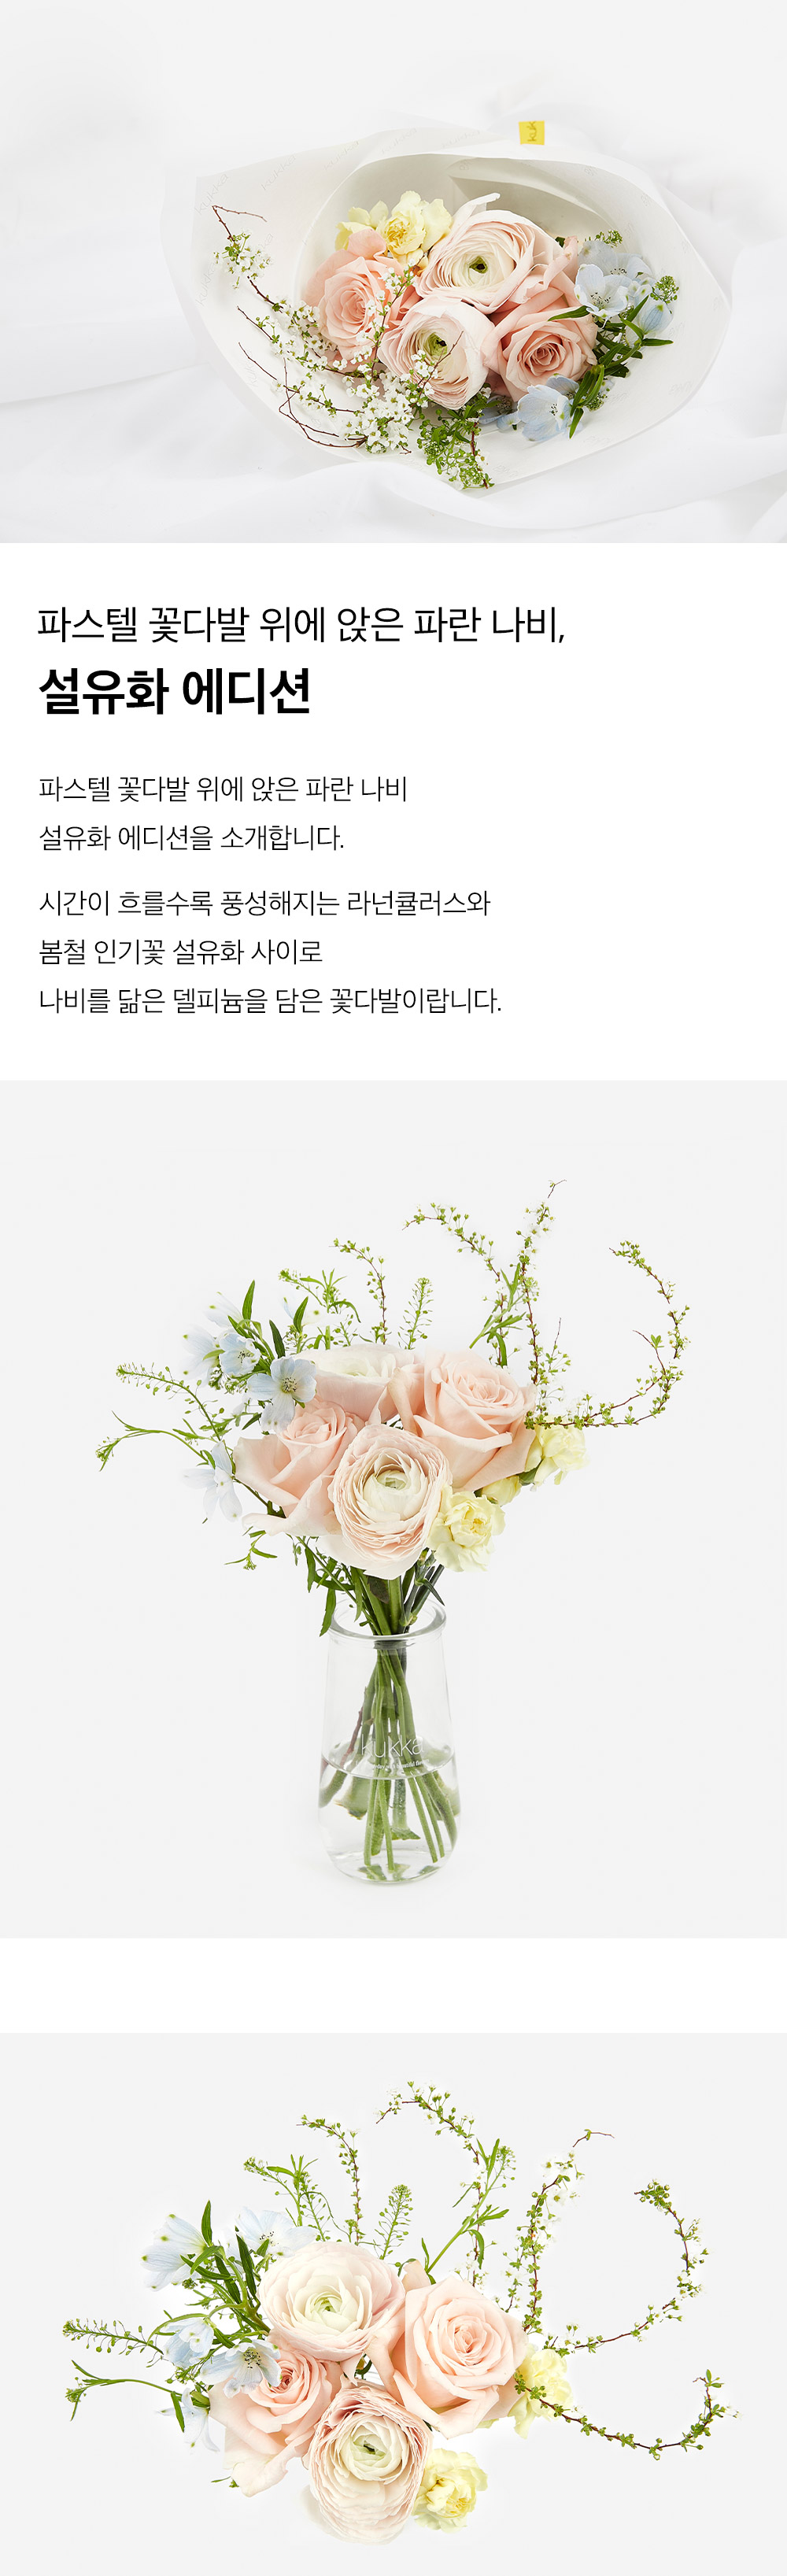 파스텔 꽃다발 위에 앉은 파란 나비,
설유화 에디션
파스텔 꽃다발 위에 앉은 파란 나비
설유화 에디션을 소개합니다.
시간이 흐를수록 풍성해지는 라넌큘러스와
봄철 인기꽃 설유화 사이로
나비를 닮은 델피늄을 담은 꽃다발이랍니다.
kukka